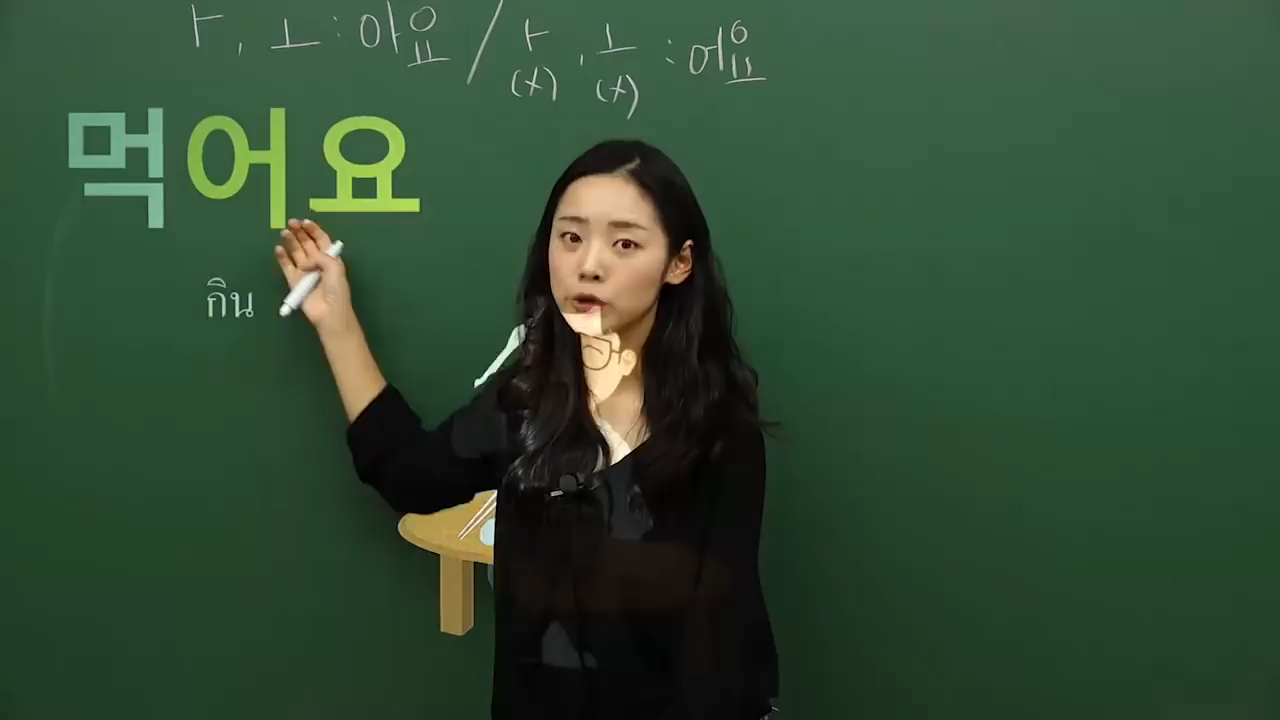 ㅏ, ㅗ : 아요 / ㅏ(x), ㅗ(x) : 어요
먹어요
กิน